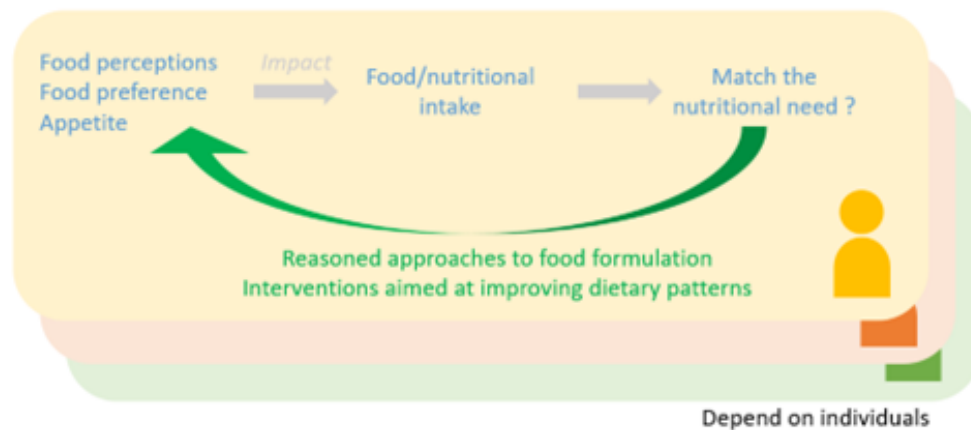 Food perceptions
Food preference
Appetite
Impact
Food/nutritional
intake
Match the
nutritional need ?
Reasoned approaches to food formulation
Interventions aimed at improving dietary patterns
Depend on individuals